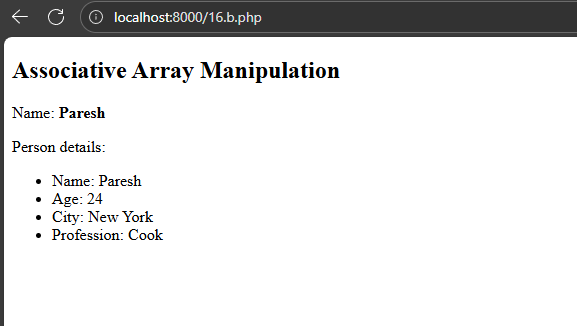 localhost:8000/16.b.php
Associative Array Manipulation
Name: Paresh
Person details:
• Name: Paresh
• Age: 24
• City: New York
• Profession: Cook